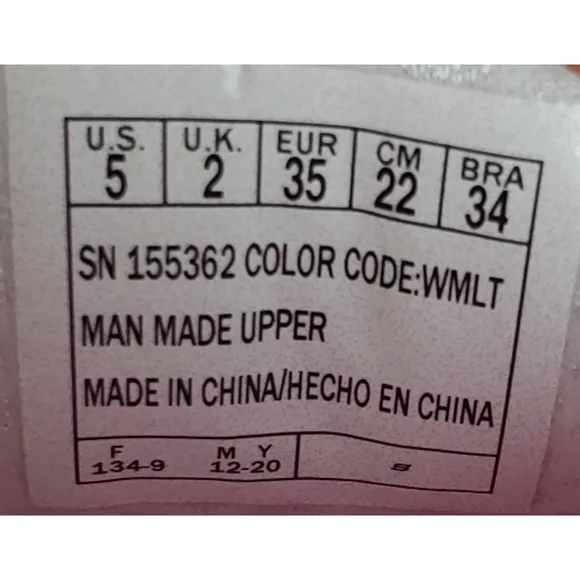 U.S. U.K. EUR CM BRA
5 2 35 22 34
SN 155362 COLOR CODE:WMLT
MAN MADE UPPER
MADE IN CHINA/HECHO EN CHINA
F M Y
134-9 12-20 s